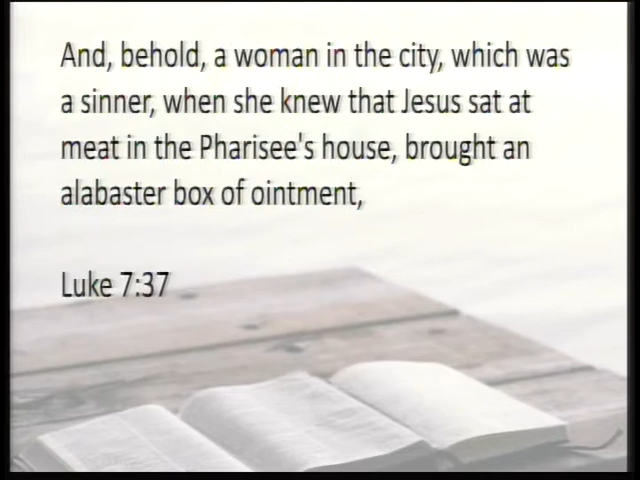 And, behold, a woman in the city, which was
a sinner, when she knew that Jesus sat at
meat in the Pharisee's house, brought an
alabaster box of ointment,
Luke 7:37